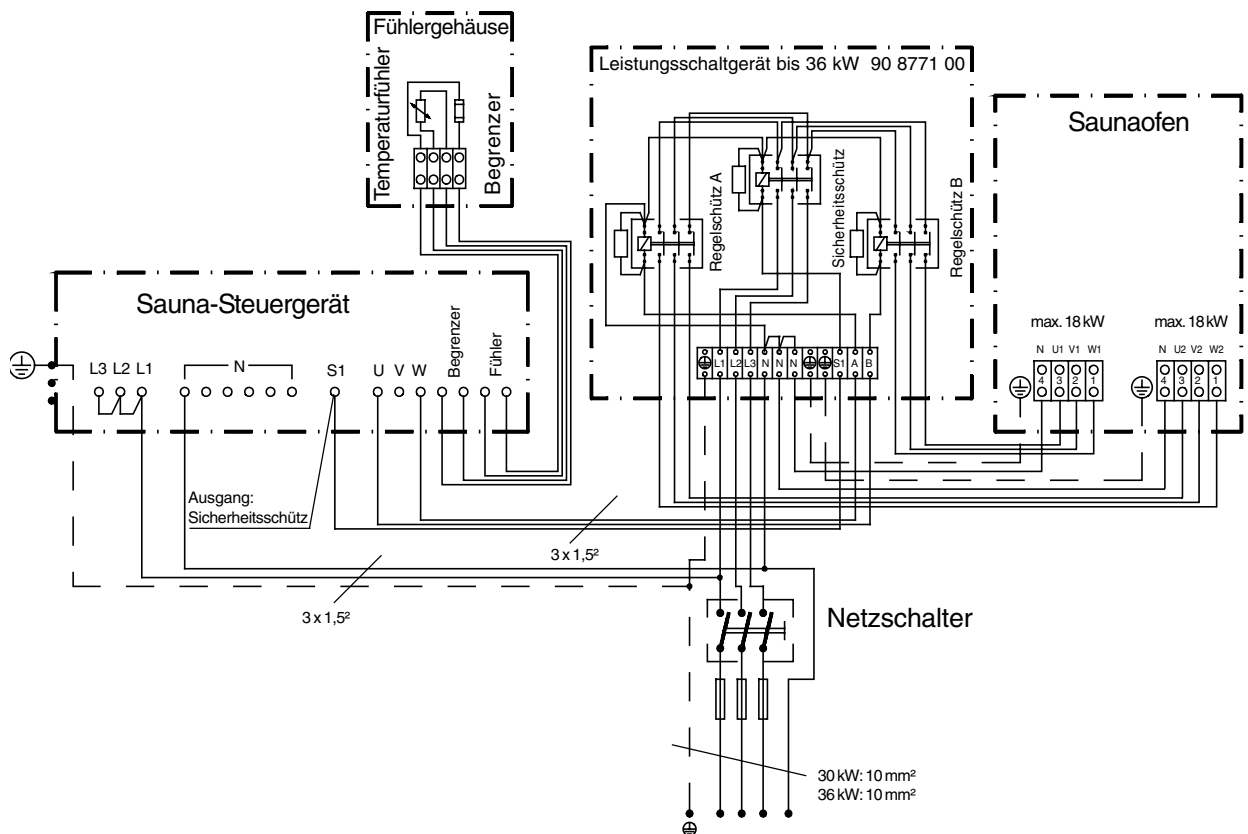 Fühlergehäuse
Temperaturfühler
Begrenzer
Leistungsschaltgerät bis 36 kW 90 8771 00
Regelschütz A
Sicherheitsschütz
Regelschütz B
Saunaofen
max. 18 kW
max. 18 kW
N U1 V1 W1
N U2 V2 W2
4 3 2 1
4 3 2 1
L1 L2 L3 N N N S1 A B
Sauna-Steuergerät
L3 L2 L1
N
S1
U V W
Begrenzer
Fühler
Ausgang:
Sicherheitsschütz
3 x 1,5²
3 x 1,5²
Netzschalter
30 kW: 10 mm²
36 kW: 10 mm²